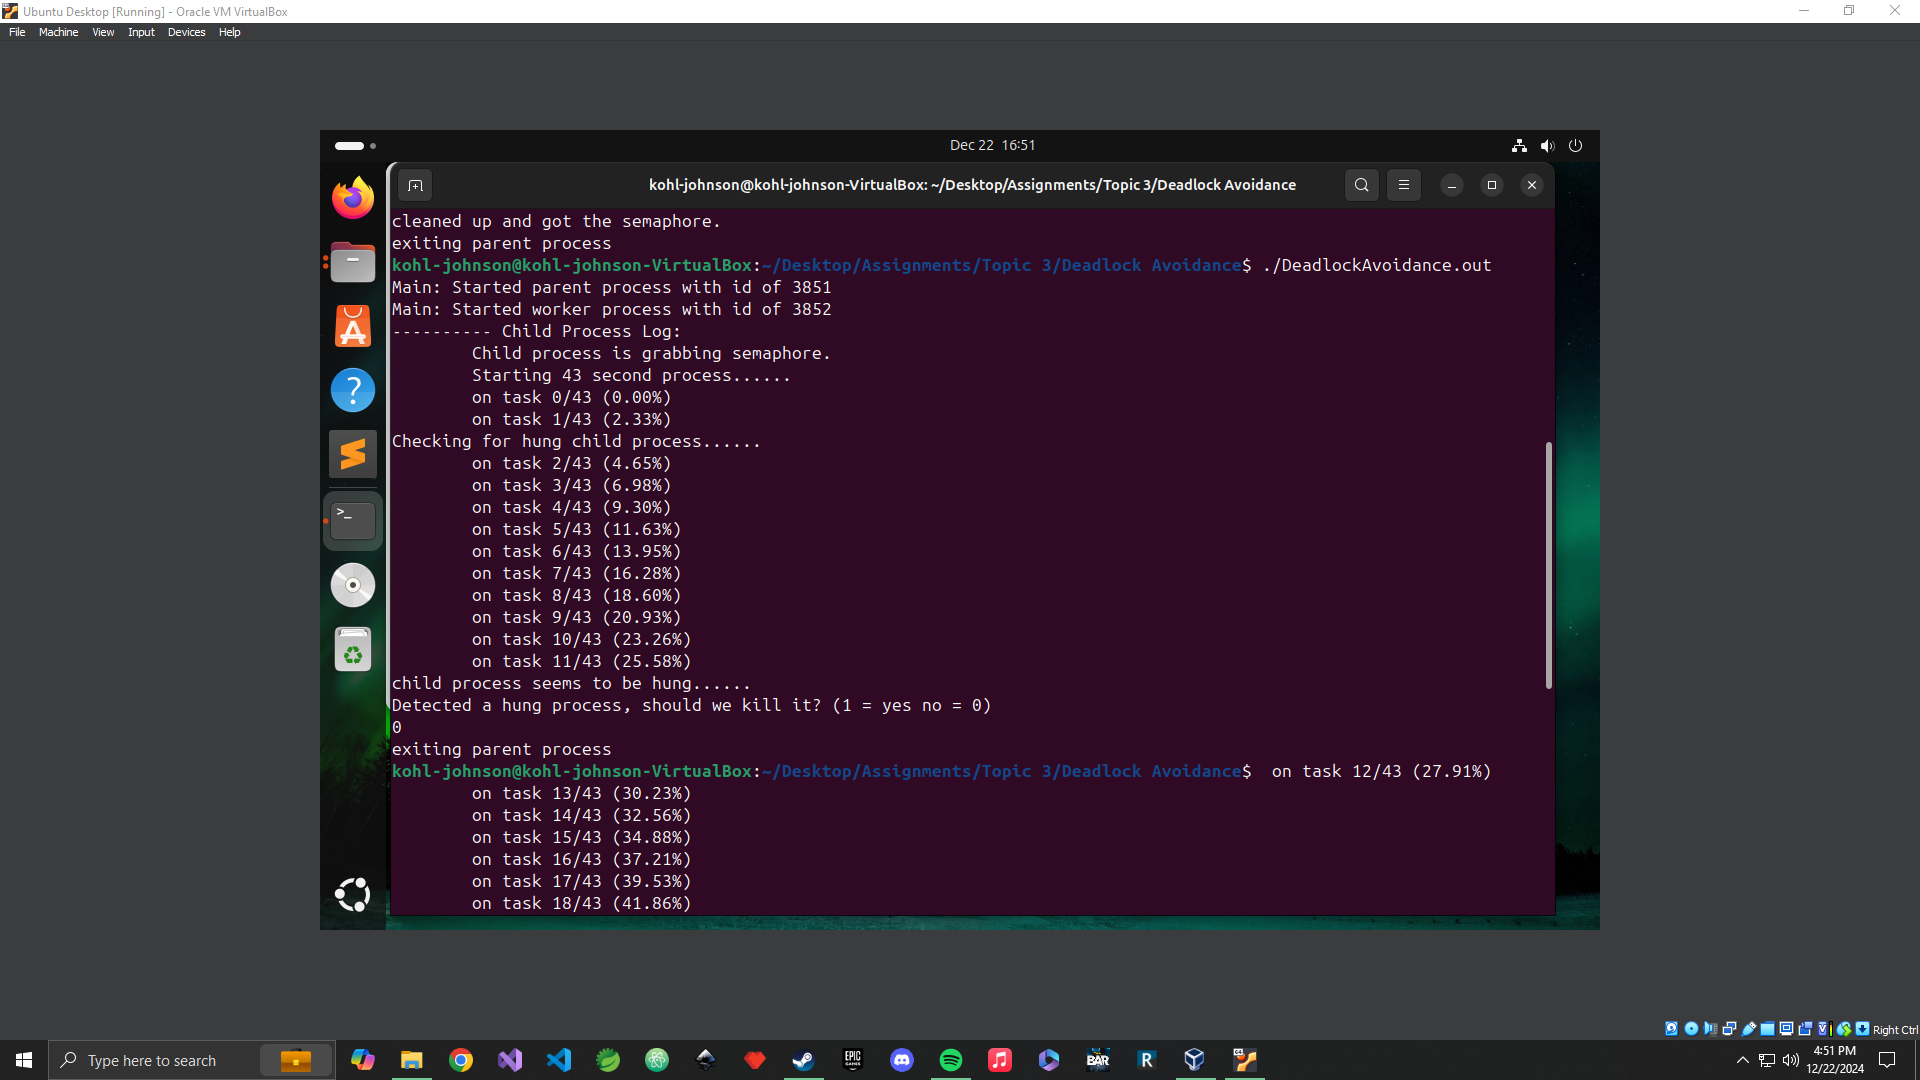 Ubuntu Desktop [Running] - Oracle VM VirtualBox
File Machine View Input Devices Help
Dec 22 16:51
kohl-johnson@kohl-johnson-VirtualBox: ~/Desktop/Assignments/Topic 3/Deadlock Avoidance
cleaned up and got the semaphore.
exiting parent process
kohl-johnson@kohl-johnson-VirtualBox:~/Desktop/Assignments/Topic 3/Deadlock Avoidance$ ./DeadlockAvoidance.out
Main: Started parent process with id of 3851
Main: Started worker process with id of 3852
---------- Child Process Log:
Child process is grabbing semaphore.
Starting 43 second process......
on task 0/43 (0.00%)
on task 1/43 (2.33%)
Checking for hung child process......
on task 2/43 (4.65%)
on task 3/43 (6.98%)
on task 4/43 (9.30%)
on task 5/43 (11.63%)
on task 6/43 (13.95%)
on task 7/43 (16.28%)
on task 8/43 (18.60%)
on task 9/43 (20.93%)
on task 10/43 (23.26%)
on task 11/43 (25.58%)
child process seems to be hung......
Detected a hung process, should we kill it? (1 = yes no = 0)
0
exiting parent process
kohl-johnson@kohl-johnson-VirtualBox:~/Desktop/Assignments/Topic 3/Deadlock Avoidance$  on task 12/43 (27.91%)
on task 13/43 (30.23%)
on task 14/43 (32.56%)
on task 15/43 (34.88%)
on task 16/43 (37.21%)
on task 17/43 (39.53%)
on task 18/43 (41.86%)
Right Ctrl
Type here to search
EPIC GAMES
BAR
R
4:51 PM
12/22/2024